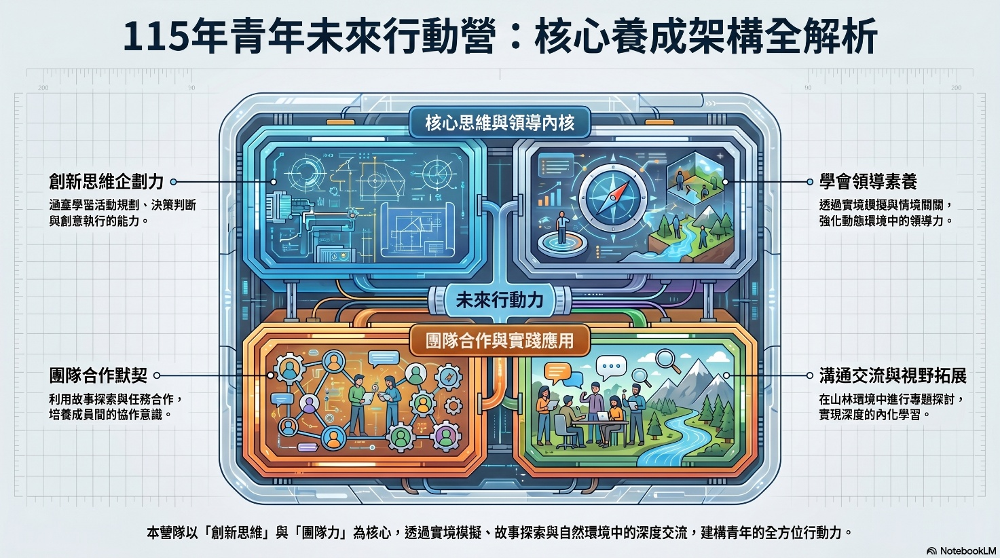 115年青年未來行動營：核心養成架構全解析
200
90
90
200
核心思維與領導內核
創新思維企劃力
過臺學習活動規劃、決策判斷
與創意執行的能力。
學會領導素養
透過實境模擬與情境關關，
強化動態環境中的領導力。
未來行動力
團隊合作與實踐應用
團隊合作默契
利用故事探索與任務合作，
培養成員間的協作意識。
溝通交流與視野拓展
在山林環境中進行專題探討，
實現深度的內化學習。
本營隊以「創新思維」與「團隊力」為核心，透過實境模擬、故事探索與自然環境中的深度交流，建構青年的全方位行動力。
NotebookLM